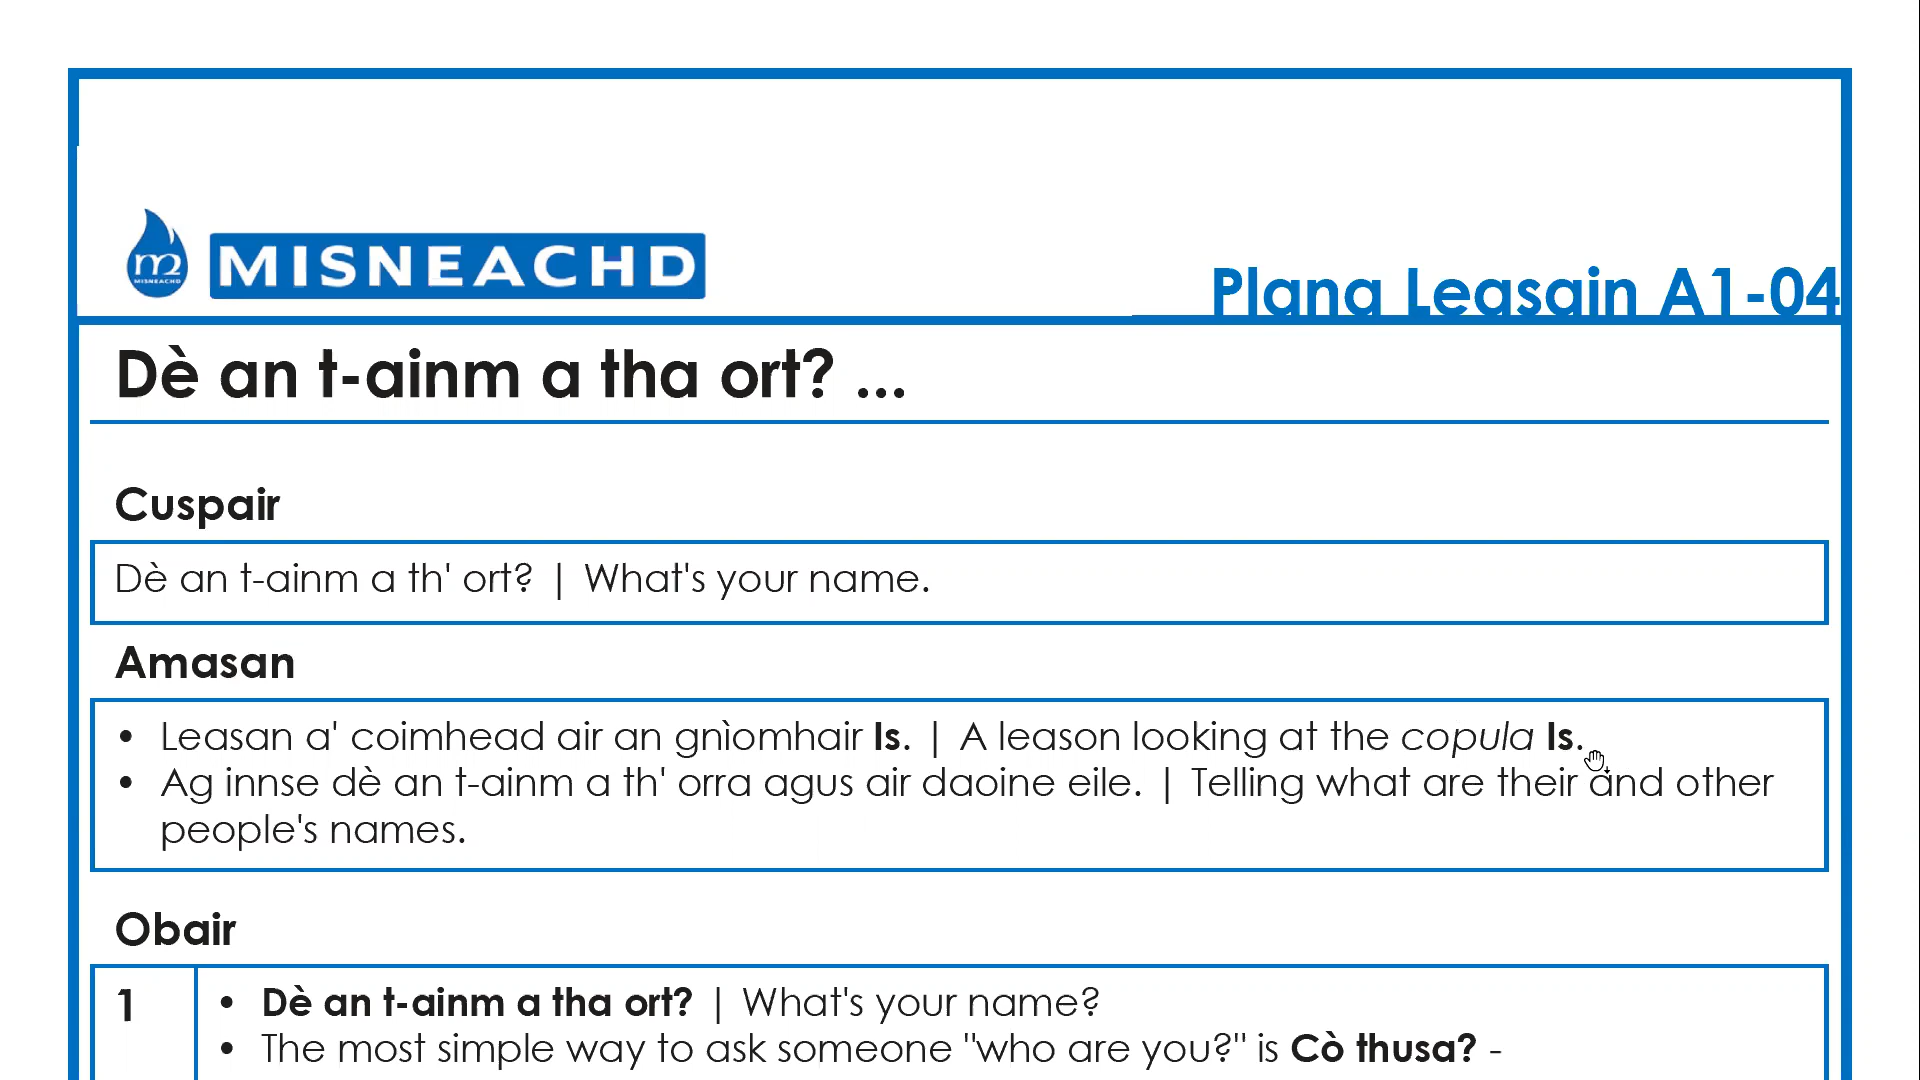 m
MISNEACHD
MISNEACHD
Plana Leasain A1-04
Dè an t-ainm a tha ort? ...
Cuspair
Dè an t-ainm a th' ort? | What's your name.
Amasan
• Leasan a' coimhead air an gnìomhair Is. | A leason looking at the copula Is.
• Ag innse dè an t-ainm a th' orra agus air daoine eile. | Telling what are their and other
people's names.
Obair
1
• Dè an t-ainm a tha ort? | What's your name?
• The most simple way to ask someone "who are you?" is Cò thusa? -